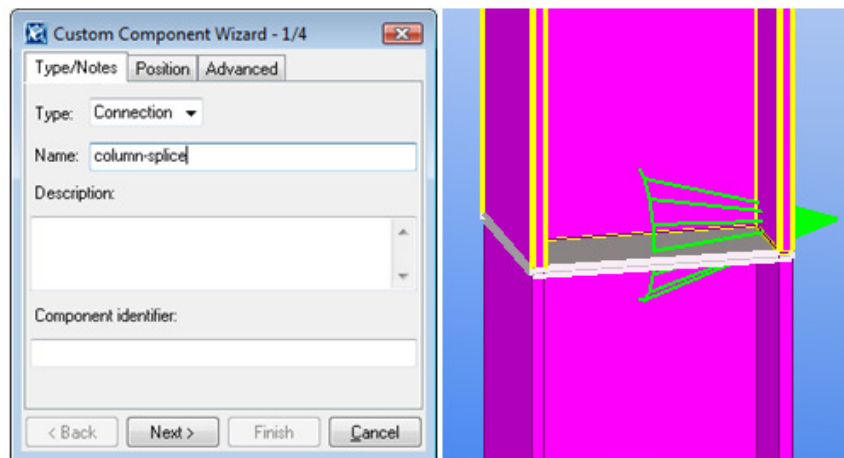 Custom Component Wizard - 1/4
Type/Notes Position Advanced
Type: Connection
Name: column-splice
Description:
Component identifier:
< Back Next > Finish Cancel